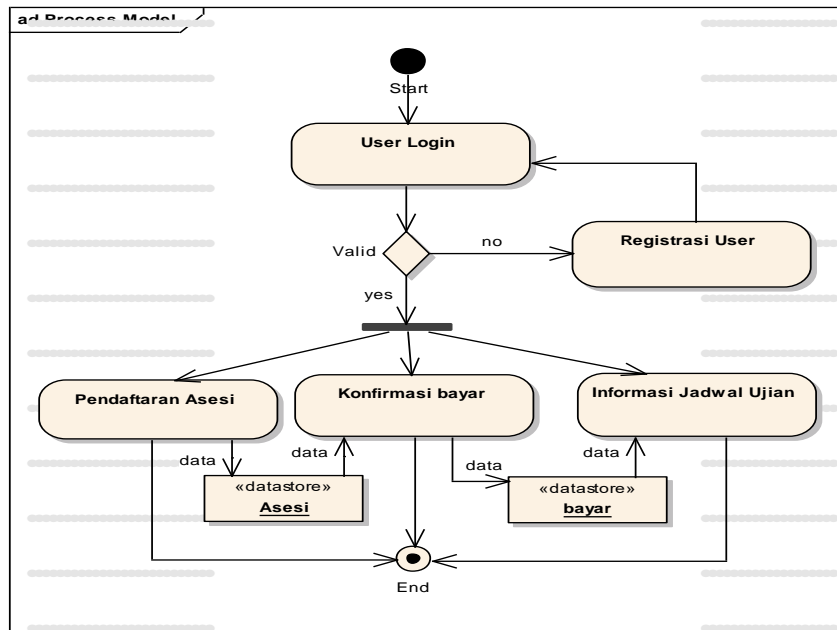 ad Process Model
Start
User Login
Valid
no
Registrasi User
yes
Pendaftaran Asesi
Konfirmasi bayar
Informasi Jadwal Ujian
data
data
data
data
«datastore»
Asesi
«datastore»
bayar
End